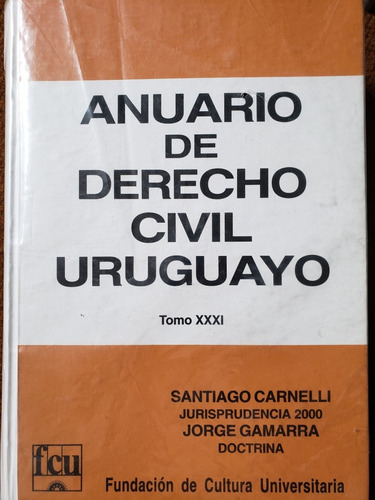 ANUARIO
DE
DERECHO
CIVIL
URUGUAYO
Tomo XXXI
SANTIAGO CARNELLI
JURISPRUDENCIA 2000
JORGE GAMARRA
DOCTRINA
fcu
Fundación de Cultura Universitaria